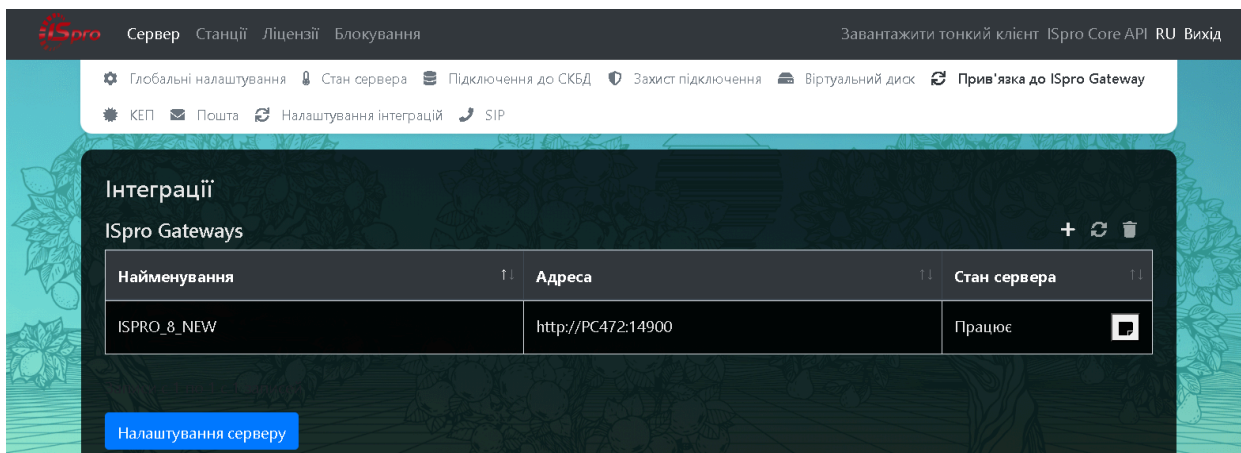 iSpro Сервер Станції Ліцензії Блокування Завантажити тонкий клієнт ISpro Core API RU Вихід
Глобальні налаштування Стан сервера Підключення до СКБД Захист підключення Віртуальний диск Прив'язка до ISpro Gateway
КЕП Пошта Налаштування інтеграцій SIP
Інтеграції
ISpro Gateways
Найменування Адреса Стан сервера
ISPRO_8_NEW http://PC472:14900 Працює
Налаштування серверу